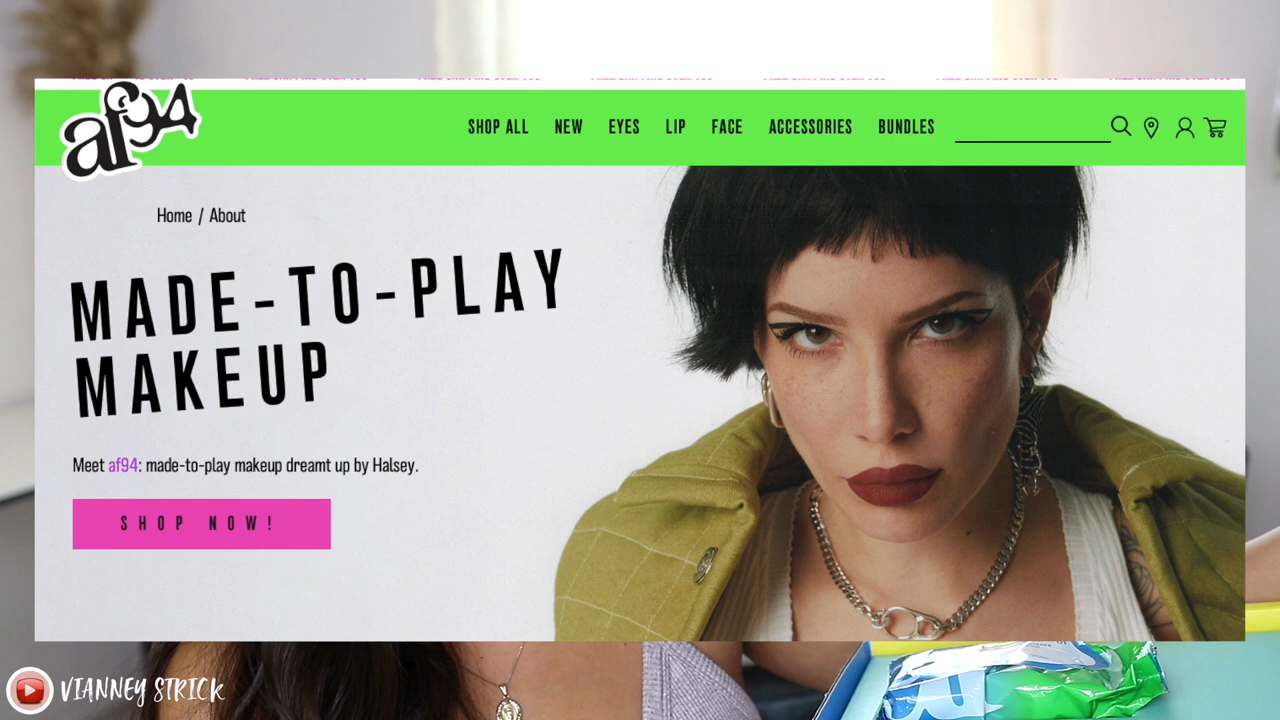 af94
SHOP ALL NEW EYES LIP FACE ACCESSORIES BUNDLES
Home / About
MADE-TO-PLAY
MAKEUP
Meet af94: made-to-play makeup dreamt up by Halsey.
SHOP NOW!
VIANNEY STRICK